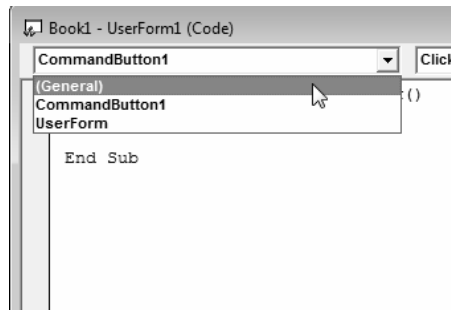 Book1 - UserForm1 (Code)
CommandButton1
(General)
CommandButton1
UserForm
()
End Sub